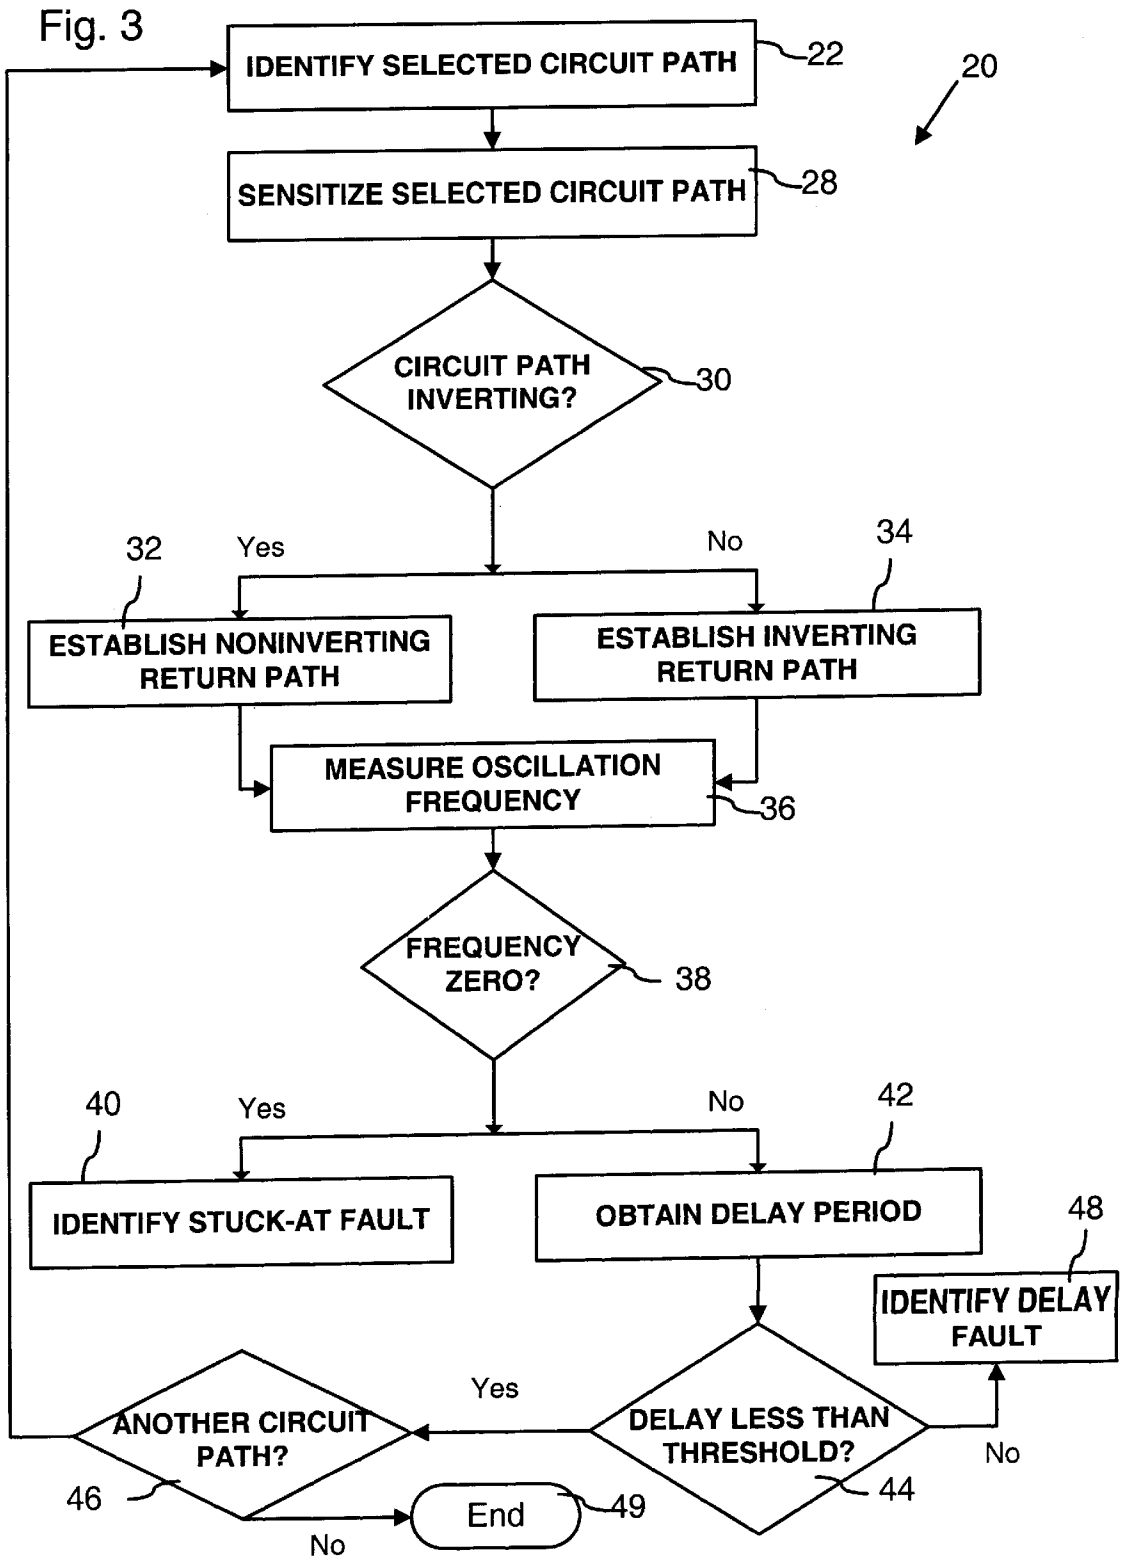 Fig. 3
IDENTIFY SELECTED CIRCUIT PATH
22
20
SENSITIZE SELECTED CIRCUIT PATH
28
CIRCUIT PATH
INVERTING?
30
32
Yes
No
34
ESTABLISH NONINVERTING
RETURN PATH
ESTABLISH INVERTING
RETURN PATH
MEASURE OSCILLATION
FREQUENCY
36
FREQUENCY
ZERO?
38
40
Yes
No
42
IDENTIFY STUCK-AT FAULT
OBTAIN DELAY PERIOD
48
IDENTIFY DELAY
FAULT
ANOTHER CIRCUIT
PATH?
46
Yes
DELAY LESS THAN
THRESHOLD?
44
No
No
End
49